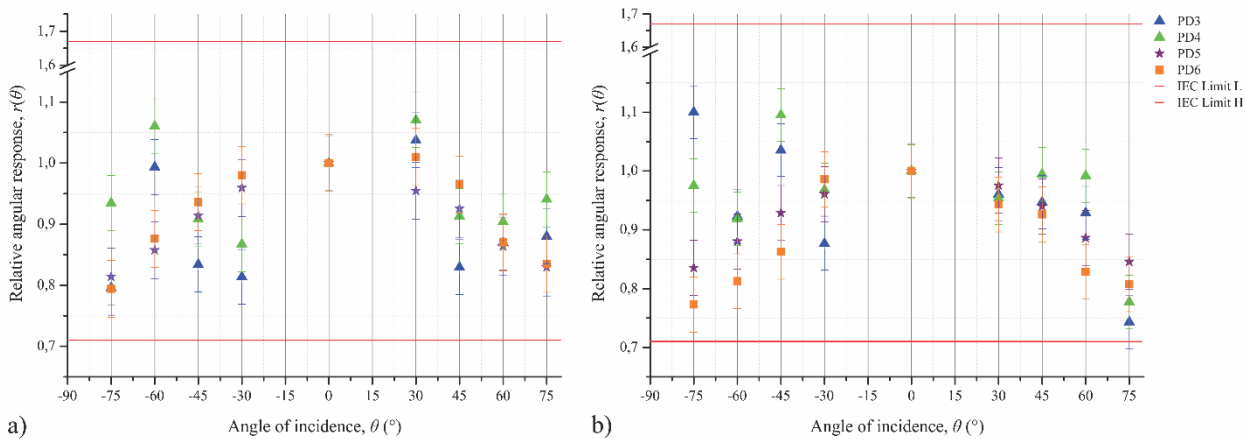 1,7
1,6
1,1
1,0
0,9
0,8
0,7
Relative angular response, r(θ)
-90 -75 -60 -45 -30 -15 0 15 30 45 60 75
Angle of incidence, θ (°)
a)
1,7
1,6
1,1
1,0
0,9
0,8
0,7
Relative angular response, r(θ)
-90 -75 -60 -45 -30 -15 0 15 30 45 60 75
Angle of incidence, θ (°)
b)
PD3
PD4
PD5
PD6
IEC Limit L
IEC Limit H